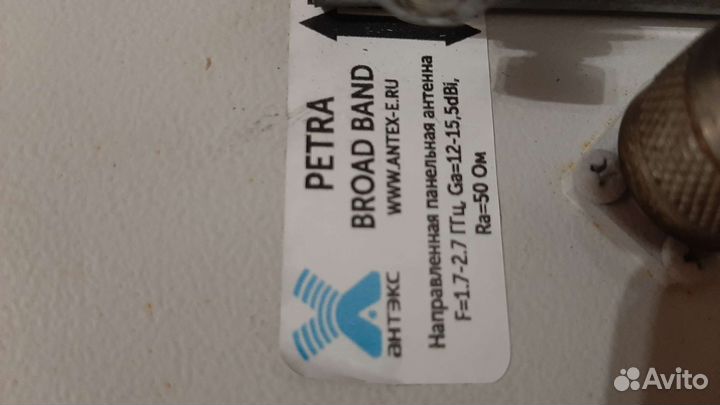 PETRA
BROAD BAND
WWW.ANTEX-E.RU
антэкс
Направленная панельная антенна
F=1.7-2.7 ГГц, Ga=12-15,5dBi,
Ra=50 Ом
Avito